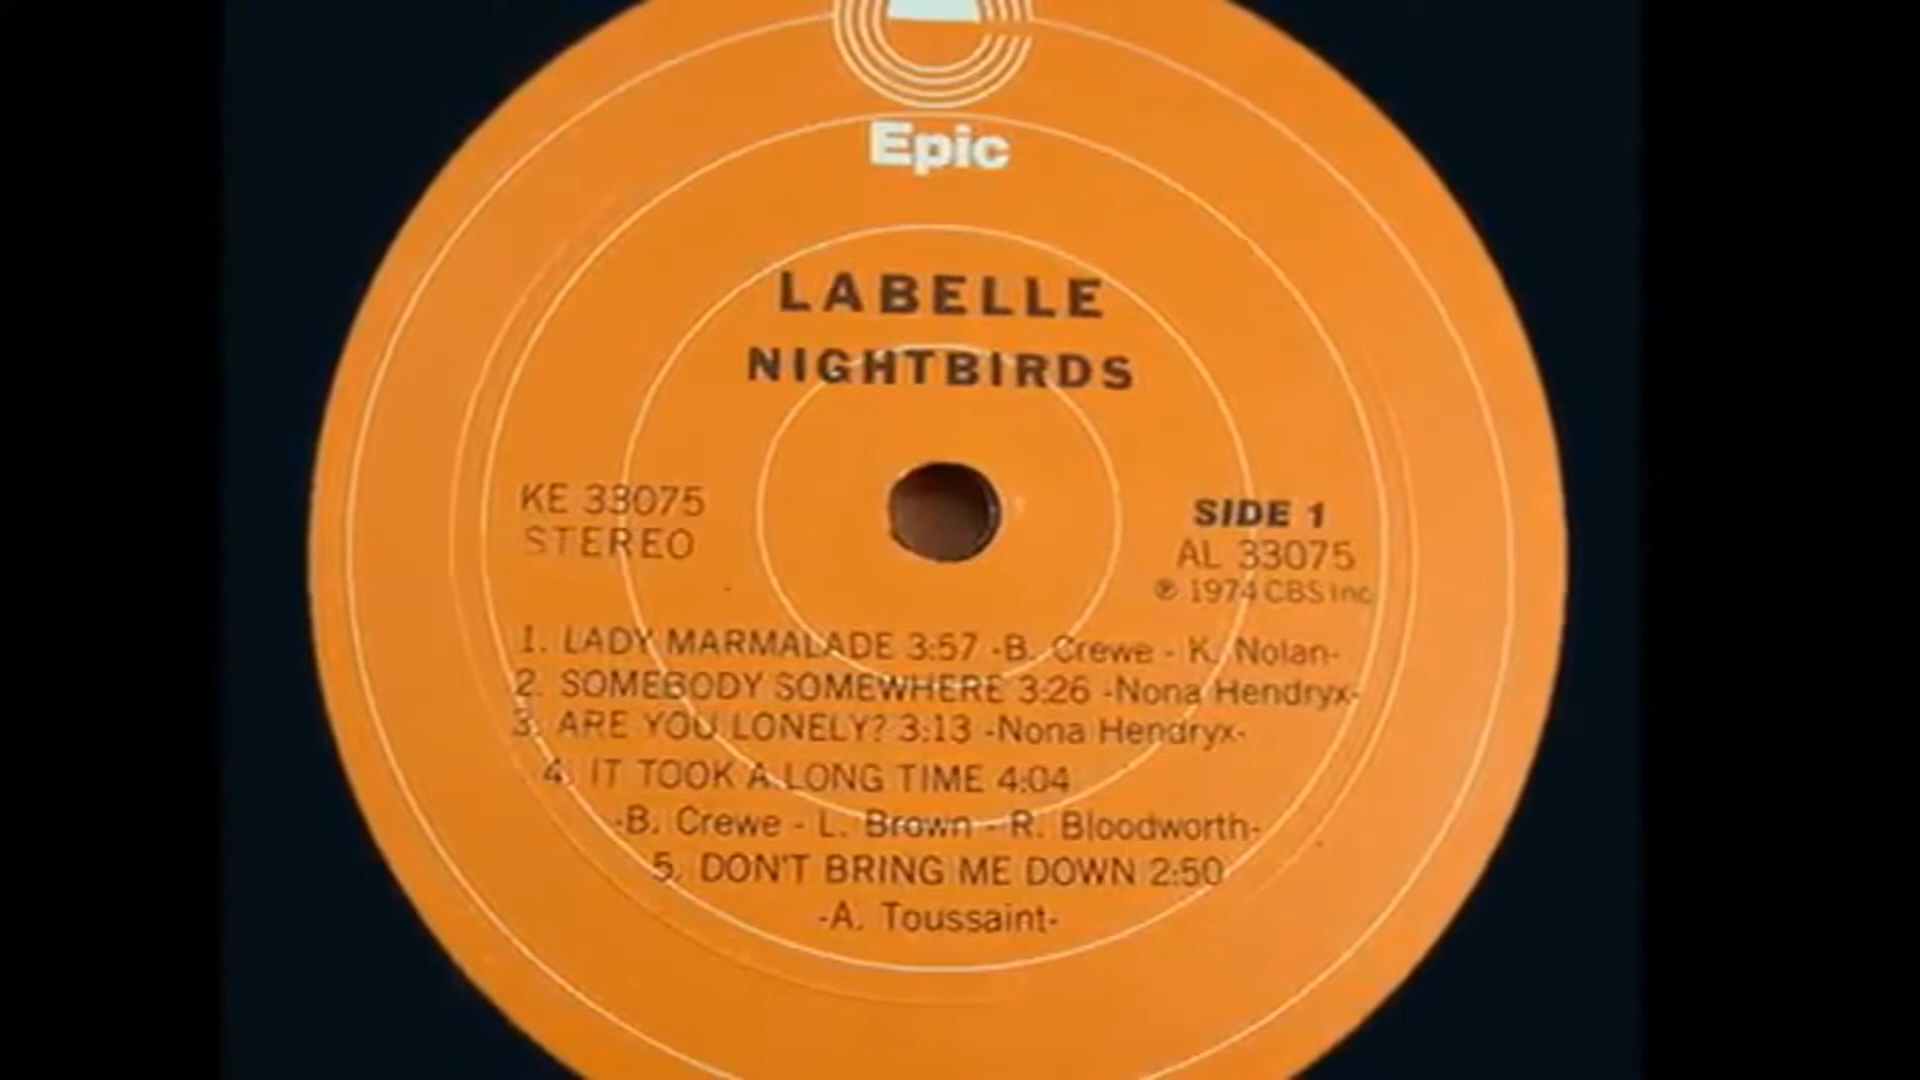 Epic
LABELLE
NIGHTBIRDS
KE 33075
STEREO
SIDE 1
AL 33075
℗ 1974 CBS Inc.
1. LADY MARMALADE 3:57 -B. Crewe - K. Nolan-
2. SOMEBODY SOMEWHERE 3:26 -Nona Hendryx-
3. ARE YOU LONELY? 3:13 -Nona Hendryx-
4. IT TOOK A LONG TIME 4:04
-B. Crewe - L. Brown - R. Bloodworth-
5. DON'T BRING ME DOWN 2:50
-A. Toussaint-